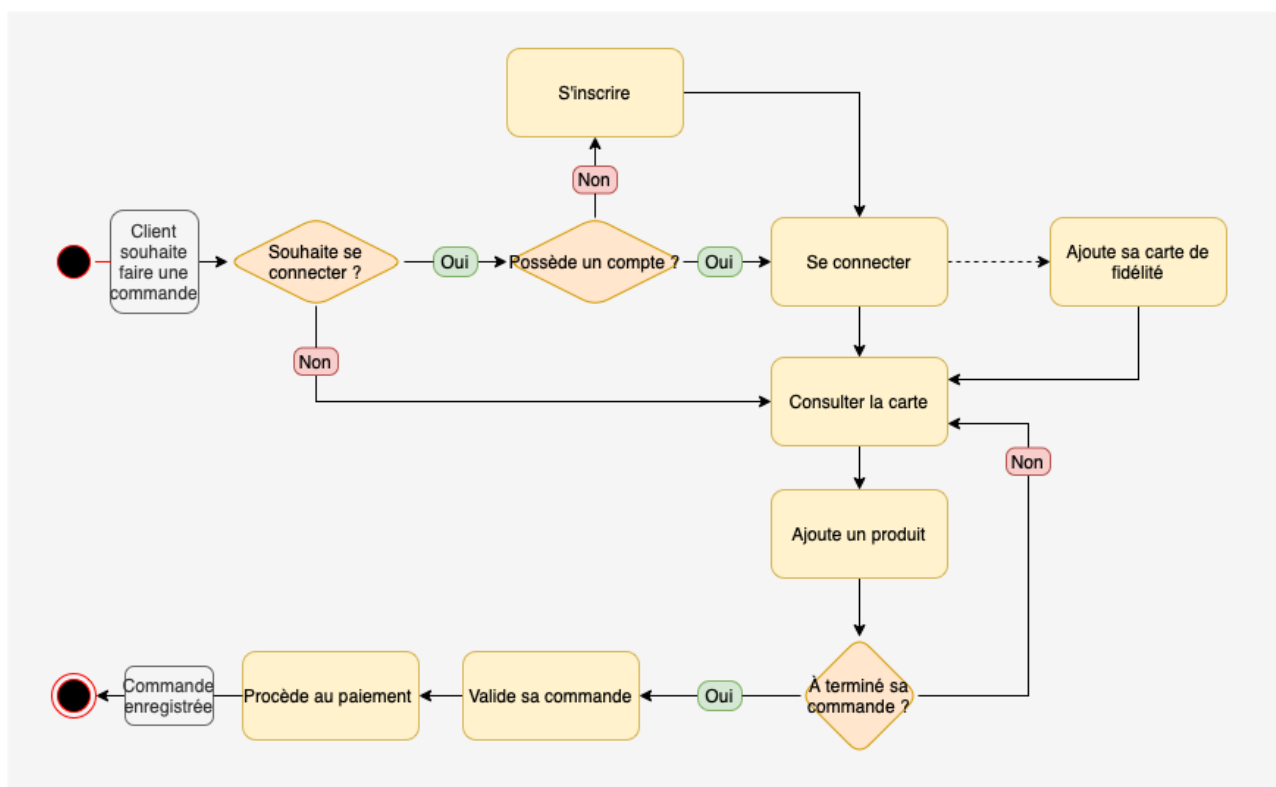 S'inscrire
Non
Client
souhaite
faire une
commande
Souhaite se
connecter ?
Oui
Possède un compte ?
Oui
Se connecter
Ajoute sa carte de
fidélité
Non
Consulter la carte
Non
Ajoute un produit
Commande
enregistrée
Procède au paiement
Valide sa commande
Oui
À terminé sa
commande ?